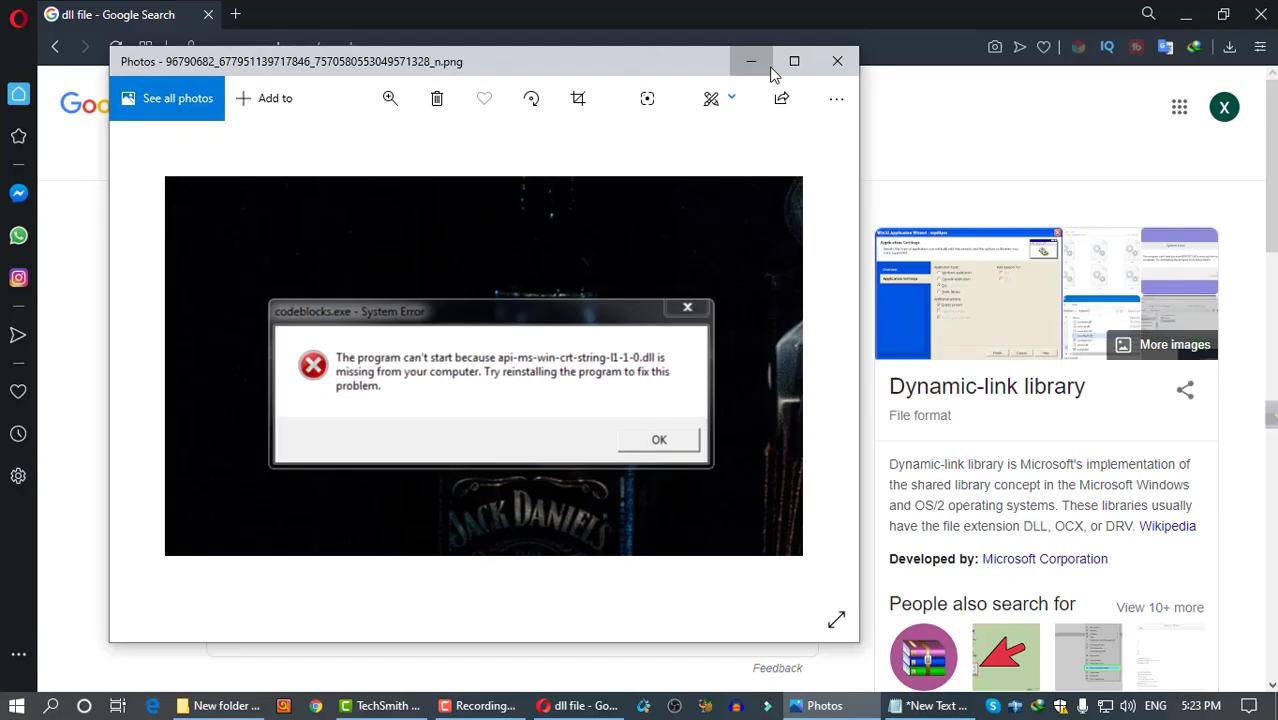 dll file - Google Search
Photos - 96790682_677951139717846_7570580553049571328_n.png
See all photos
Add to
Goo
X
codeblocks.exe - System Error
The program can't start because api-ms-win-crt-string-l1-1-0.dll is
missing from your computer. Try reinstalling the program to fix this
problem.
OK
JACK DANIELS
More images
Dynamic-link library
File format
Dynamic-link library is Microsoft's implementation of
the shared library concept in the Microsoft Windows
and OS/2 operating systems. These libraries usually
have the file extension DLL, OCX, or DRV. Wikipedia
Developed by: Microsoft Corporation
People also search for
View 10+ more
Feedback
New folder ...
TechSmith ...
Recording...
dll file - Go...
Photos
*New Text ...
ENG
5:23 PM